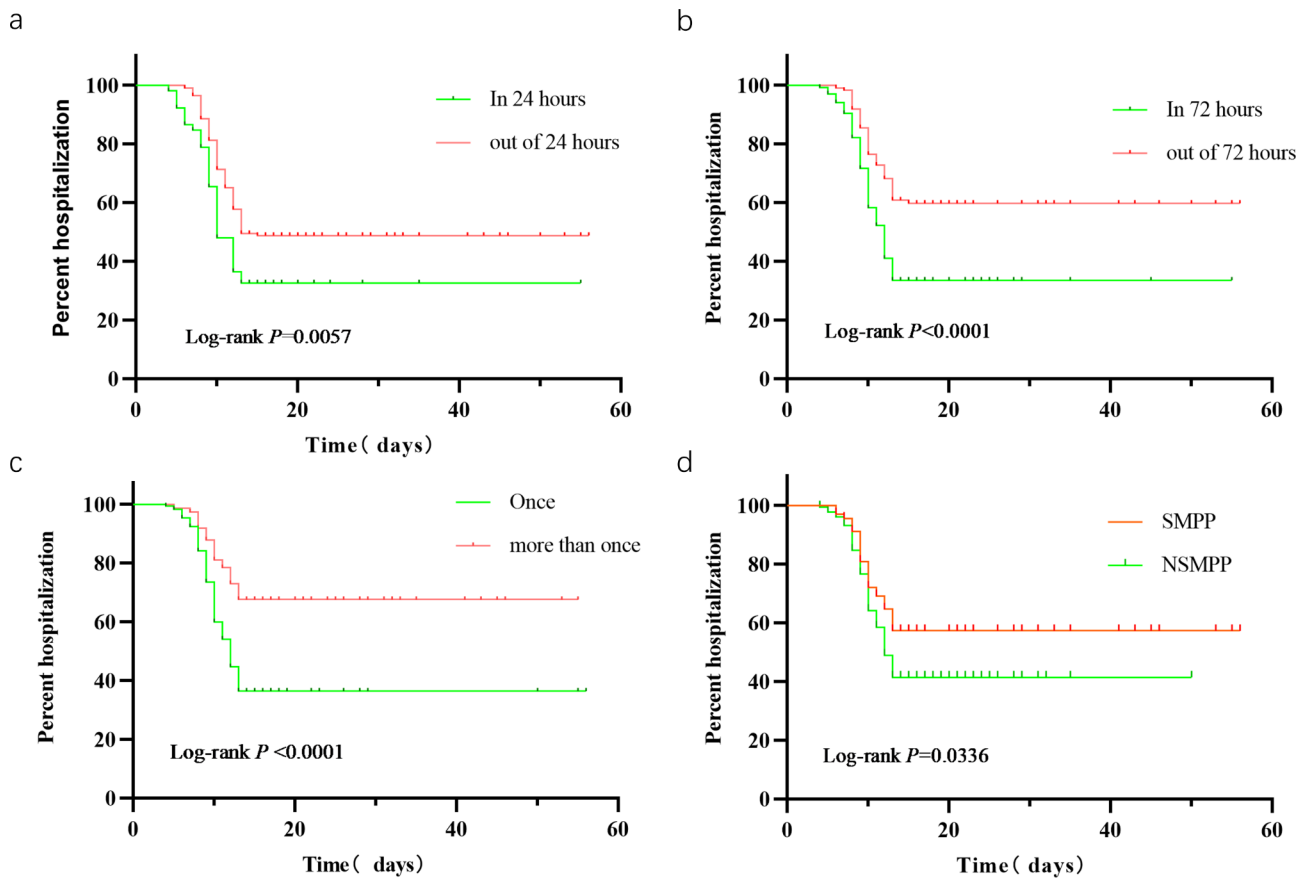 a
100
80
60
40
20
0
Percent hospitalization
In 24 hours
out of 24 hours
Log-rank P=0.0057
0 20 40 60
Time( days)
b
100
80
60
40
20
0
Percent hospitalization
In 72 hours
out of 72 hours
Log-rank P<0.0001
0 20 40 60
c
100
80
60
40
20
0
Percent hospitalization
Once
more than once
Log-rank P <0.0001
0 20 40 60
Time( days)
d
100
80
60
40
20
0
Percent hospitalization
SMPP
NSMPP
Log-rank P=0.0336
0 20 40 60
Time( days)